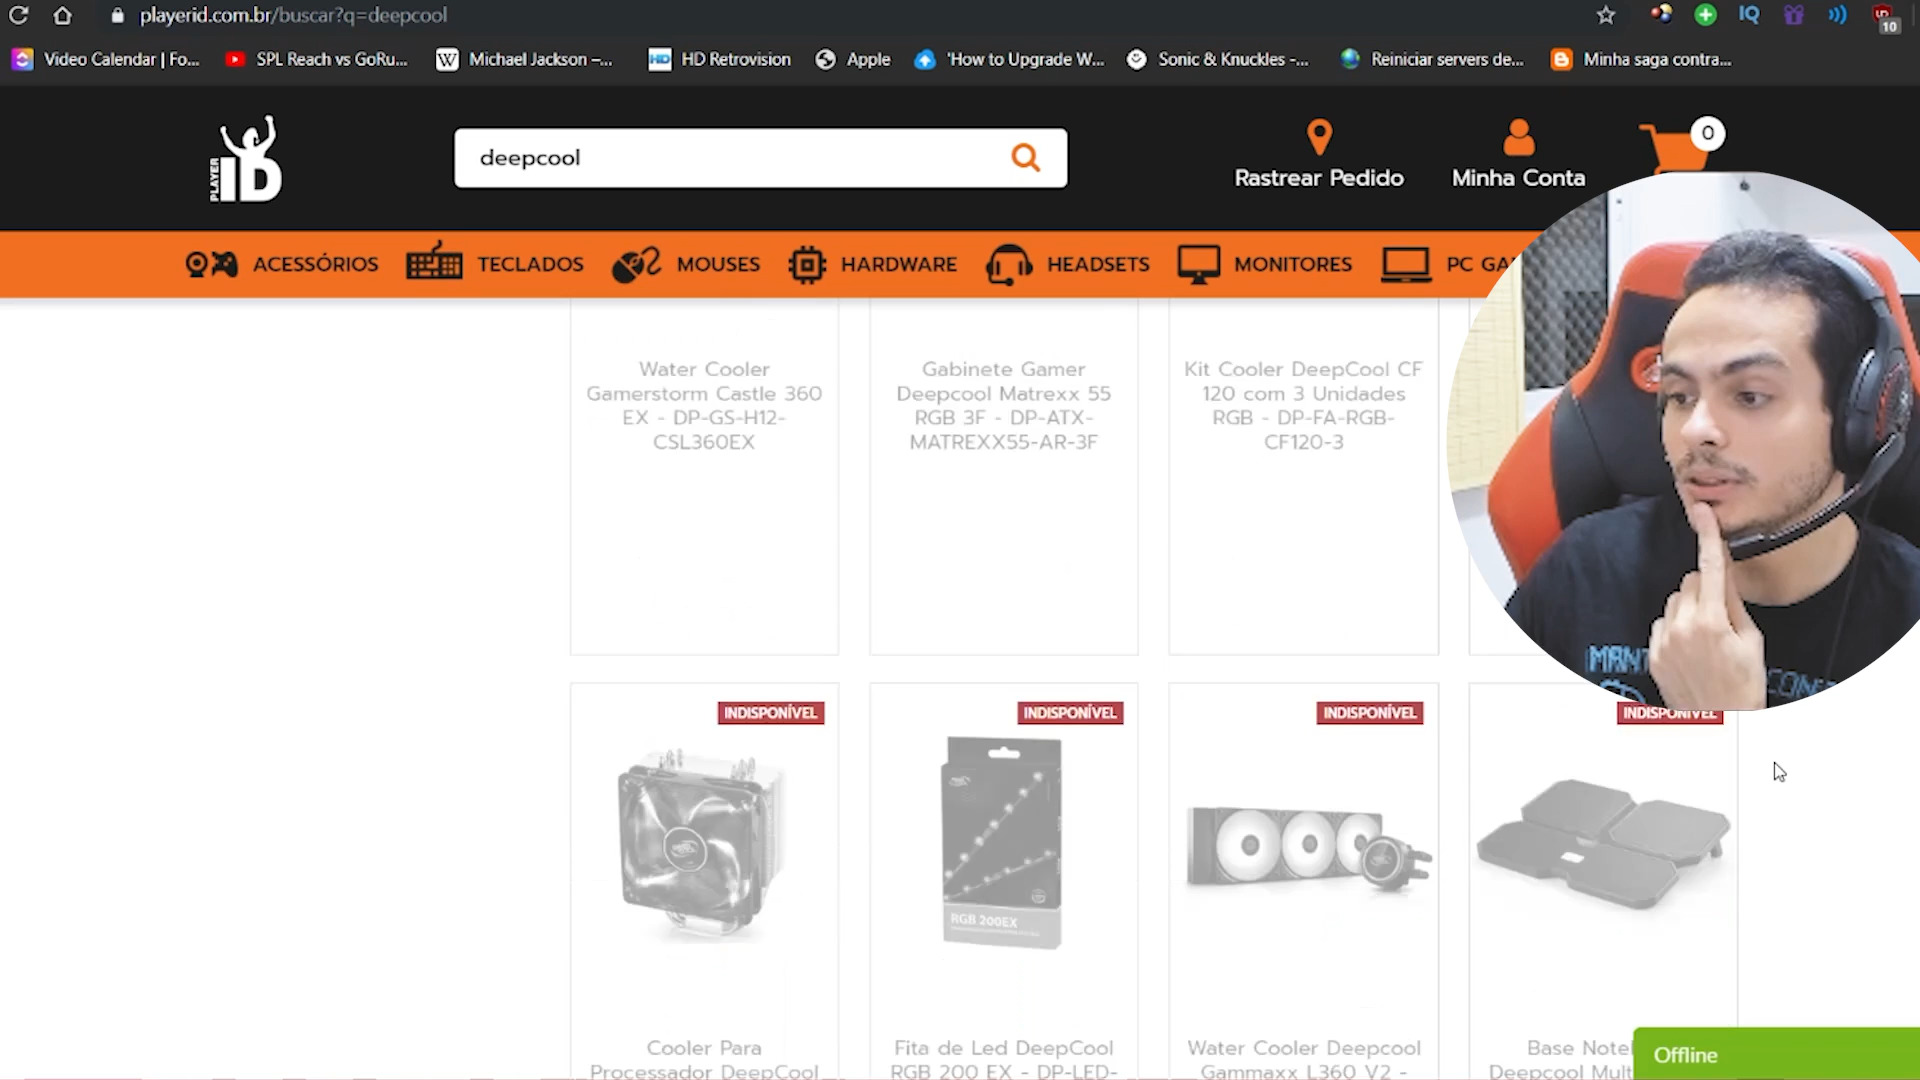 playerid.com.br/buscar?q=deepcool
10
Video Calendar | Fo...
SPL Reach vs GoRu...
Michael Jackson –...
HD Retrovision
Apple
'How to Upgrade W...
Sonic & Knuckles -...
Reiniciar servers de...
Minha saga contra...
PLAYER ID
deepcool
Rastrear Pedido
Minha Conta
0
ACESSÓRIOS
TECLADOS
MOUSES
HARDWARE
HEADSETS
MONITORES
PC GA
Water Cooler
Gamerstorm Castle 360
EX - DP-GS-H12-
CSL360EX
Gabinete Gamer
Deepcool Matrexx 55
RGB 3F - DP-ATX-
MATREXX55-AR-3F
Kit Cooler DeepCool CF
120 com 3 Unidades
RGB - DP-FA-RGB-
CF120-3
INDISPONÍVEL
INDISPONÍVEL
INDISPONÍVEL
INDISPONÍVEL
RGB 200EX
Cooler Para
Processador DeepCool
Fita de Led DeepCool
RGB 200 EX - DP-LED-
Water Cooler Deepcool
Gammaxx L360 V2 -
Base Note
Deepcool Mult
Offline